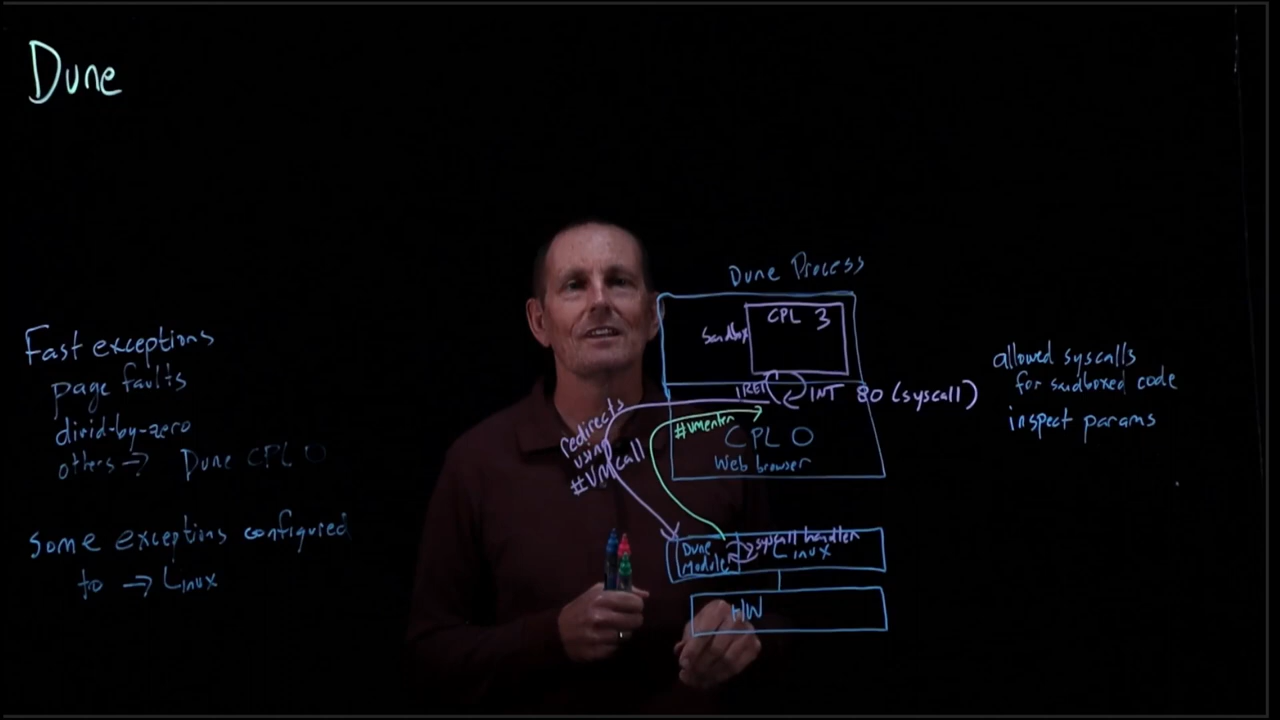 Dune
Fast exceptions
page faults
divid-by-zero
others → Dune CPL 0
Some exceptions configured
to → Linux
Dune Process
Sandbox
CPL 3
IRET
INT 80 (syscall)
redirects
using
#VMcall
#vmenter
CPL 0
Web browser
Dune
Module
syscall handler
Linux
H/W
allowed syscalls
for sandboxed code
inspect params